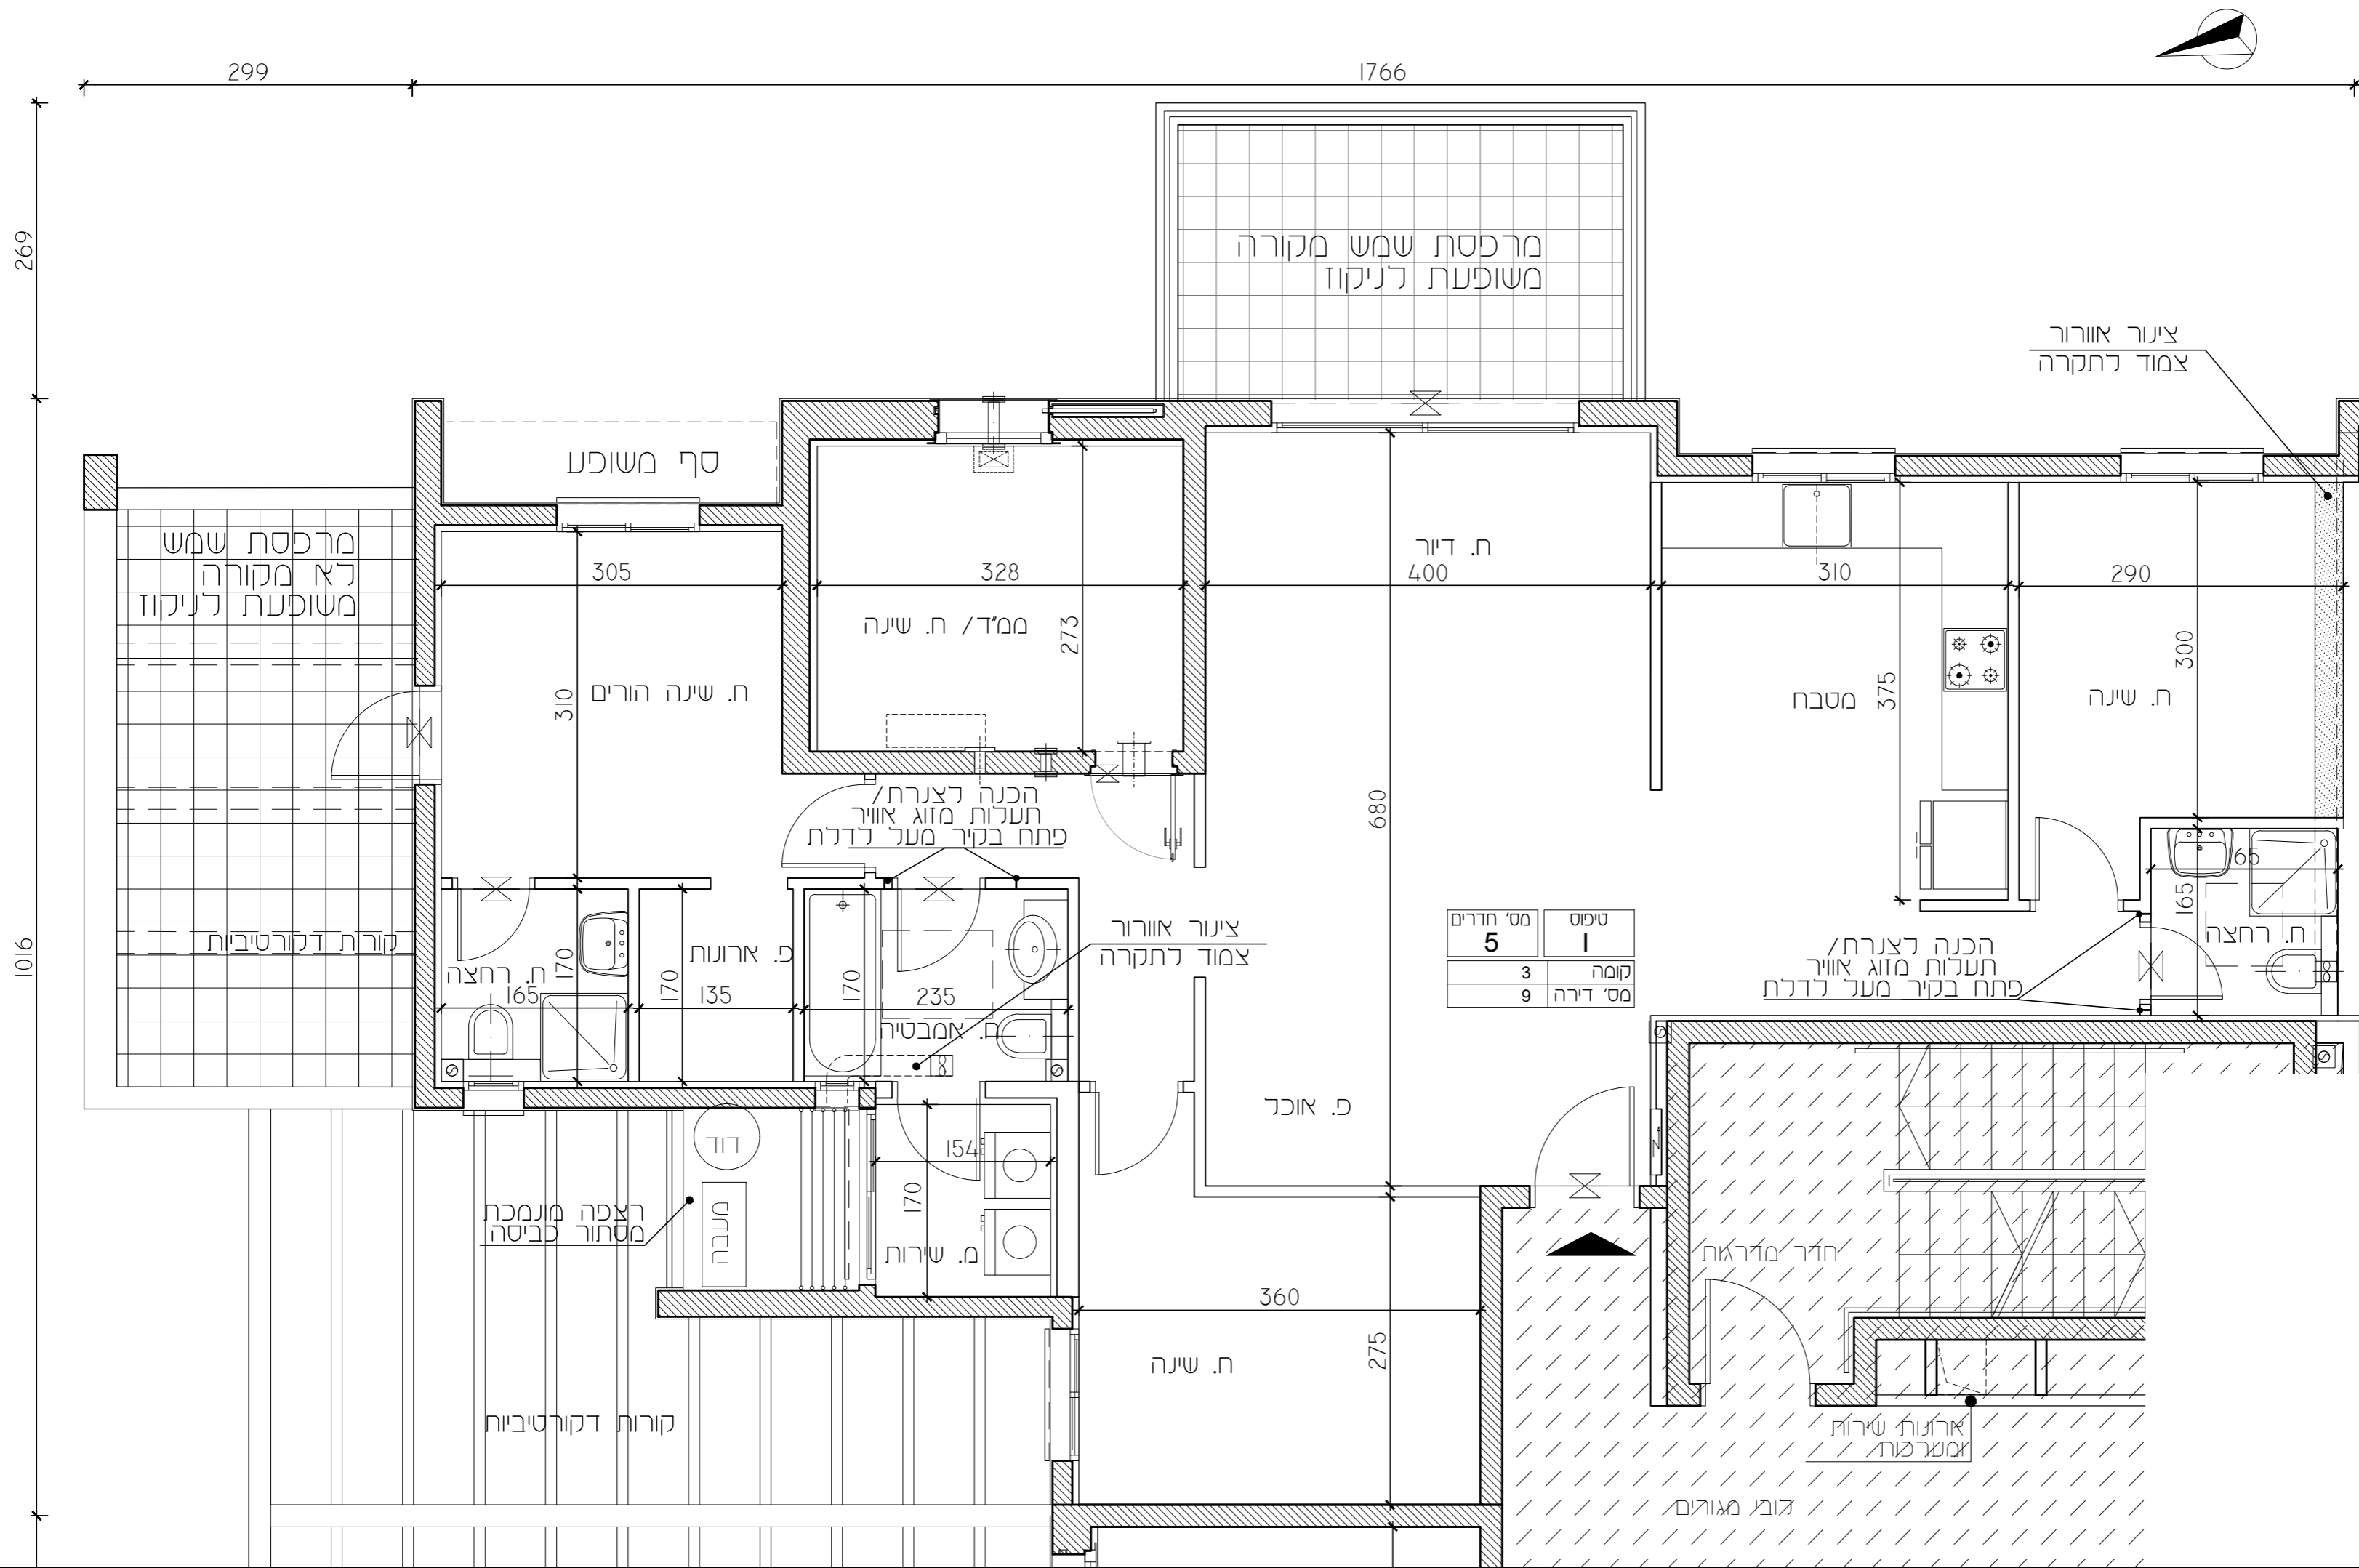 299
1766
269
מרפסת שמש מקורה
משופעת לניקוז
צינור אוורור
צמוד לתקרה
סף משופע
מרפסת שמש
לא מקורה
משופעת לניקוז
ח. דיור
305
328
400
310
290
ממ"ד/ ח. שינה
273
300
310
ח. שינה הורים
375
מטבח
ח. שינה
הכנה לצנרת/
תעלות מזוג אוויר
פתח בקיר מעל לדלת
680
165
165
טיפוס
I
מס' חדרים
5
קומה
3
מס' דירה
9
צינור אוורור
צמוד לתקרה
ח. רחצה
הכנה לצנרת/
תעלות מזוג אוויר
פתח בקיר מעל לדלת
1016
קורות דקורטיביות
ח. רחצה
170
165
פ. ארונות
170
135
170
235
ח. אמבטיה
פ. אוכל
דוד
154
170
רצפה מונמכת
מסתור כביסה
מעבה
מ. שירות
חדר מדרגות
360
275
ח. שינה
קורות דקורטיביות
ארונות שירות
ומערכות
לובי מגורים